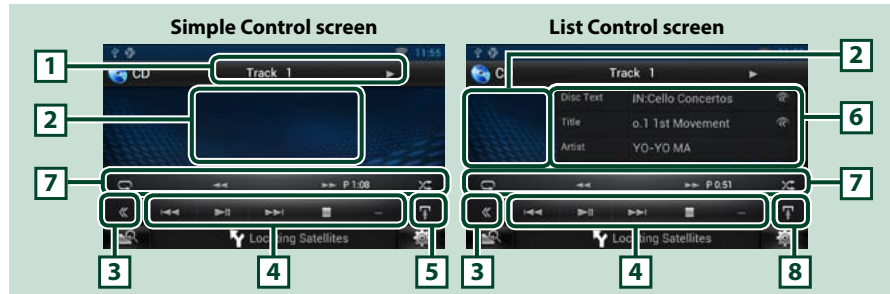 Simple Control screen
List Control screen
11:55
1
CD
Track 1
2
7
P 1:08
Locating Satellites
3
4
5
2
Track 1
Disc Text IN:Cello Concertos
Title o.1 1st Movement
Artist YO-YO MA
6
7
P 0:51
Locating Satellites
3
4
8